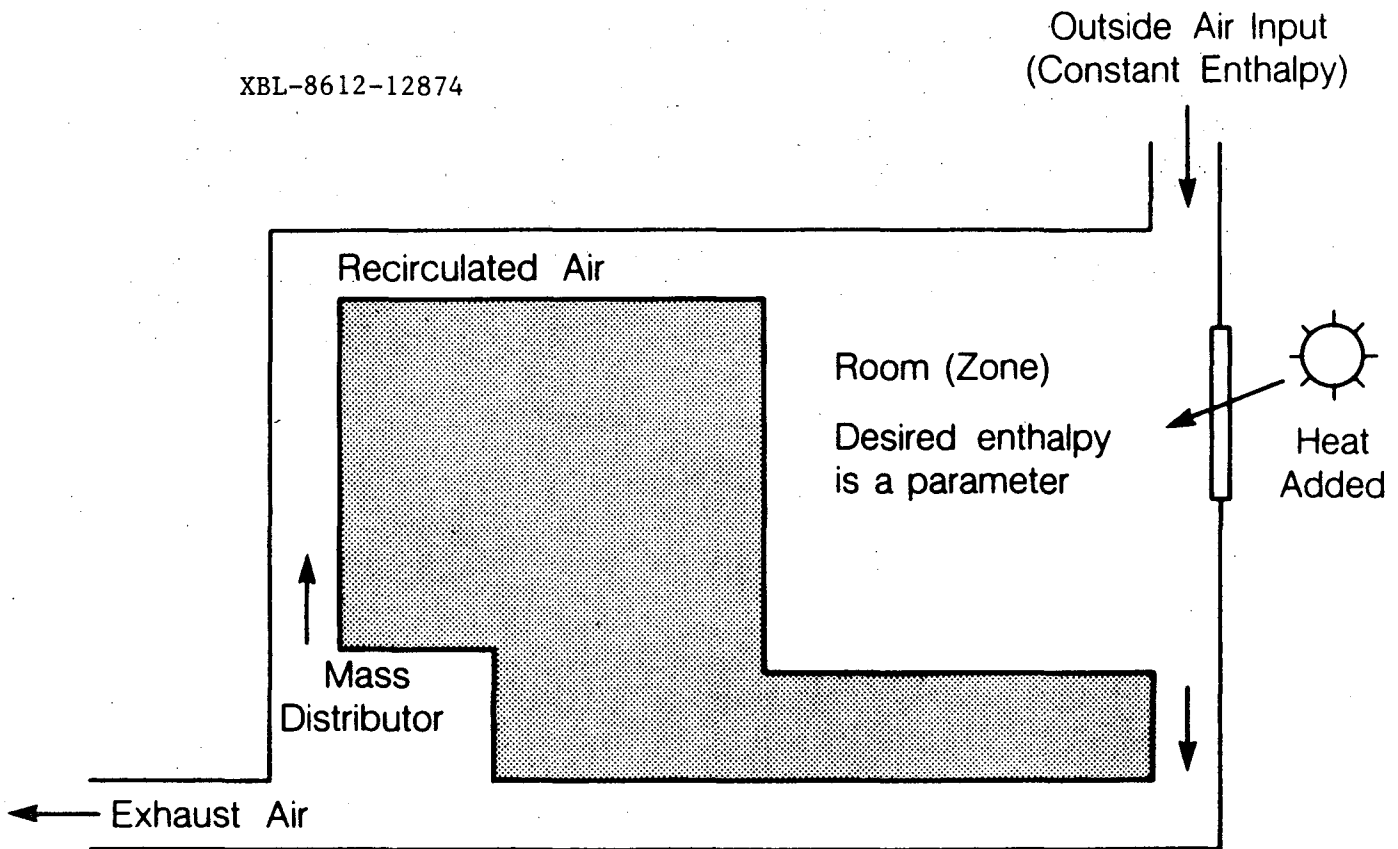 Outside Air Input
(Constant Enthalpy)
XBL-8612-12874
Recirculated Air
Room (Zone)
Desired enthalpy
is a parameter
Heat
Added
Mass
Distributor
Exhaust Air